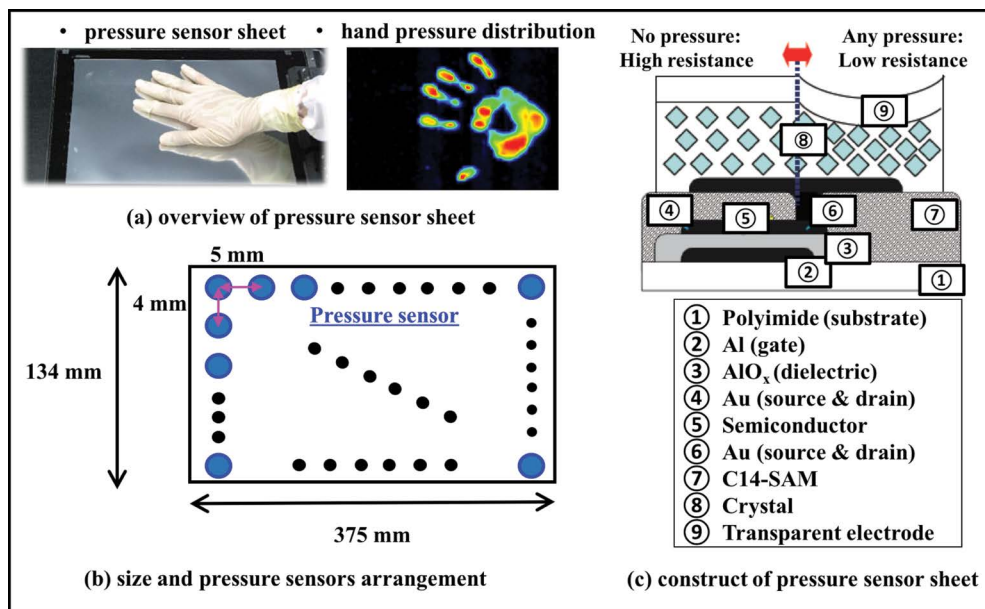 • pressure sensor sheet
• hand pressure distribution
(a) overview of pressure sensor sheet
5 mm
4 mm
Pressure sensor
134 mm
375 mm
(b) size and pressure sensors arrangement
No pressure:
High resistance
Any pressure:
Low resistance
⑨
⑧
④
⑤
⑥
⑦
③
②
①
① Polyimide (substrate)
② Al (gate)
③ AlOₓ (dielectric)
④ Au (source & drain)
⑤ Semiconductor
⑥ Au (source & drain)
⑦ C14-SAM
⑧ Crystal
⑨ Transparent electrode
(c) construct of pressure sensor sheet